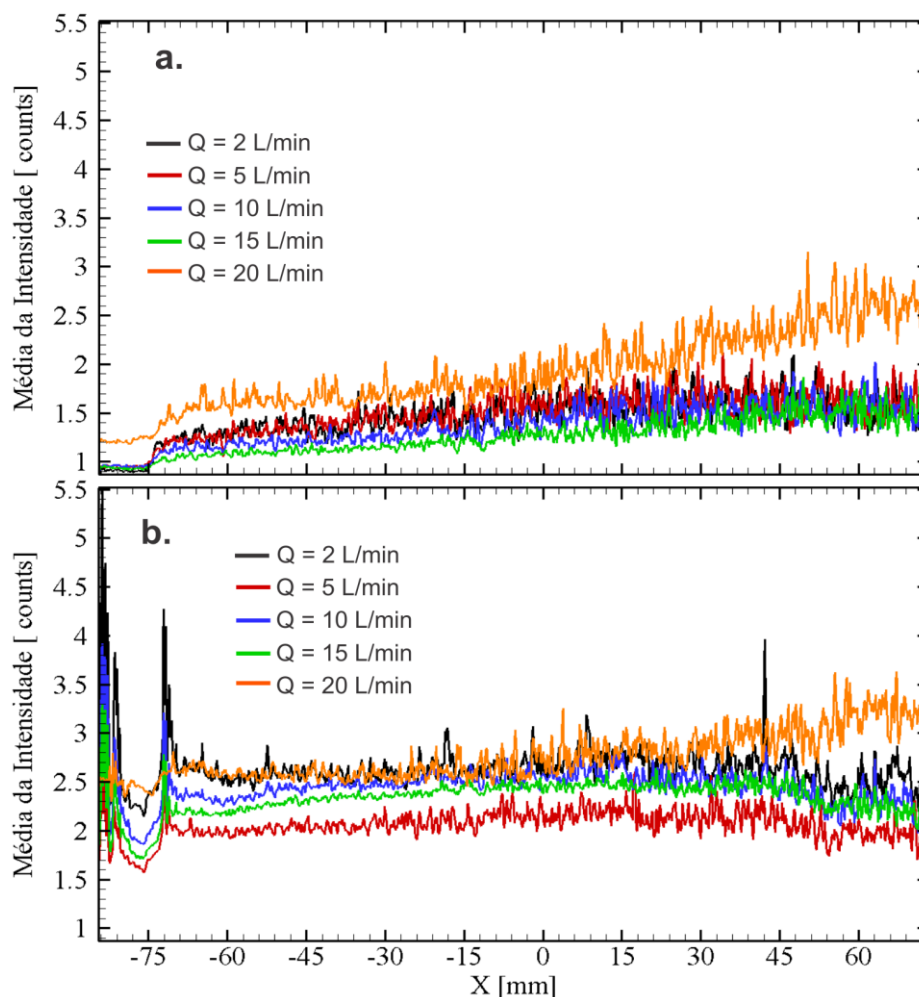 a.
Média da Intensidade [ counts]
5.5
5
4.5
4
3.5
3
2.5
2
1.5
1
Q = 2 L/min
Q = 5 L/min
Q = 10 L/min
Q = 15 L/min
Q = 20 L/min
b.
Média da Intensidade [ counts]
5.5
5
4.5
4
3.5
3
2.5
2
1.5
1
Q = 2 L/min
Q = 5 L/min
Q = 10 L/min
Q = 15 L/min
Q = 20 L/min
-75 -60 -45 -30 -15 0 15 30 45 60
X [mm]